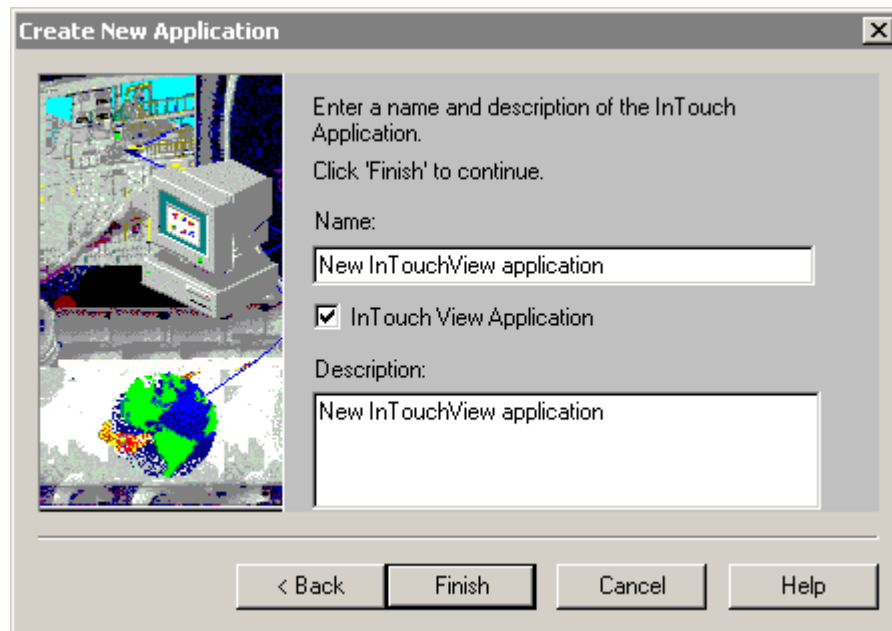 Create New Application
Enter a name and description of the InTouch
Application.
Click 'Finish' to continue.
Name:
New InTouchView application
InTouch View Application
Description:
New InTouchView application
< Back
Finish
Cancel
Help